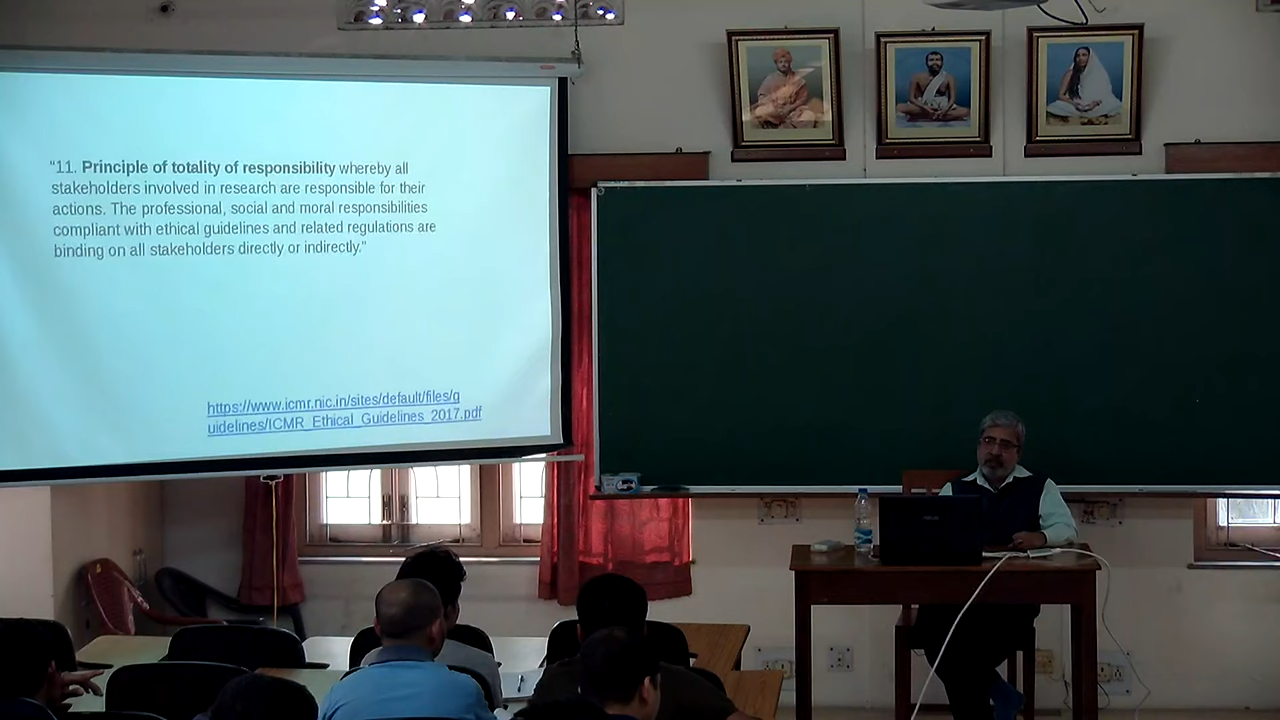 "11. Principle of totality of responsibility whereby all
stakeholders involved in research are responsible for their
actions. The professional, social and moral responsibilities
compliant with ethical guidelines and related regulations are
binding on all stakeholders directly or indirectly."
https://www.icmr.nic.in/sites/default/files/g
uidelines/ICMR_Ethical_Guidelines_2017.pdf
ASUS